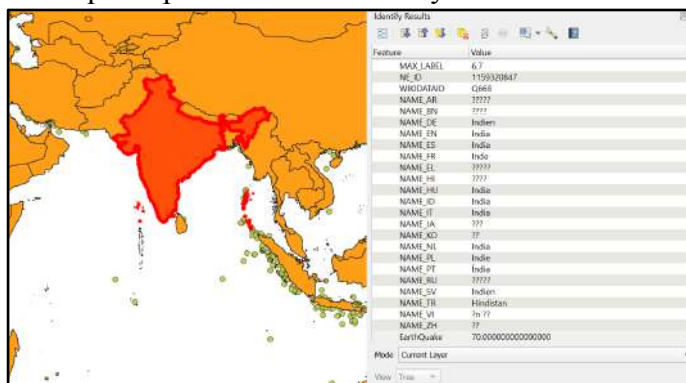 Identify Results
Feature Value
MAX_LABEL 6.7
NE_ID 1159320847
WIKIDATAID Q668
NAME_AR ?????
NAME_BN ????
NAME_DE Indien
NAME_EN India
NAME_ES India
NAME_FR Inde
NAME_EL ?????
NAME_HI ????
NAME_HU India
NAME_ID India
NAME_IT India
NAME_JA ???
NAME_KO ??
NAME_NL India
NAME_PL Indie
NAME_PT Índia
NAME_RU ?????
NAME_SV Indien
NAME_TR Hindistan
NAME_VI ?n ??
NAME_ZH ??
EarthQuake 70.000000000000000
Mode Current Layer
View Tree